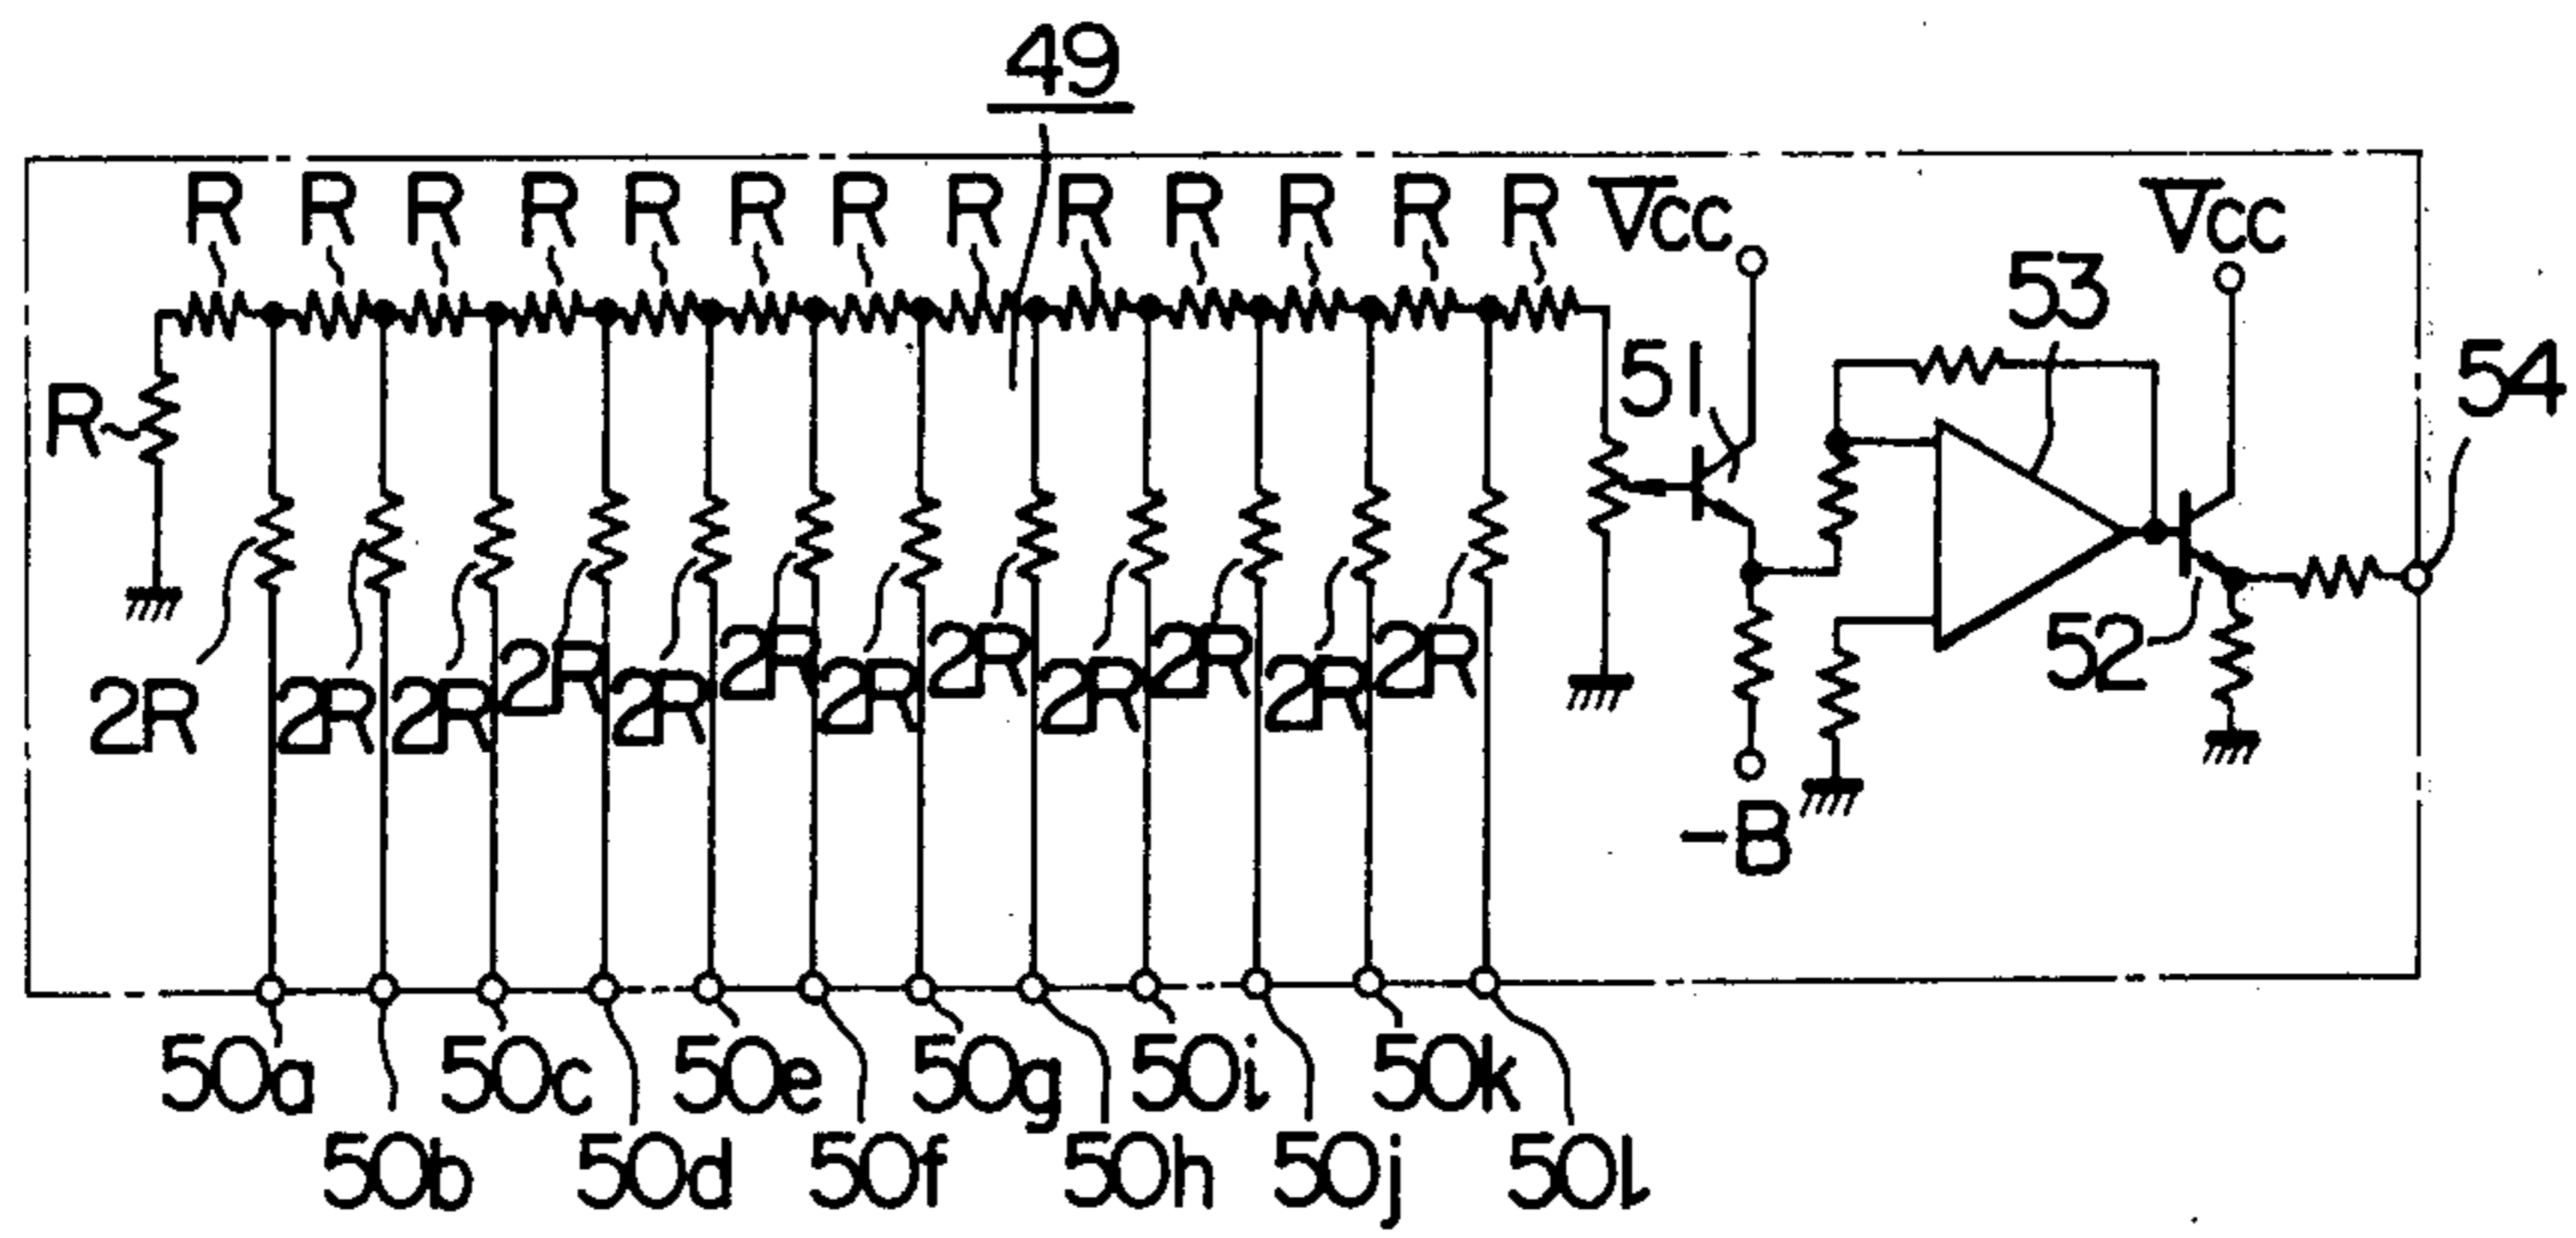 49
R R R R R R R R R R R R R Vcc Vcc
53
51 54
R
52
2R 2R 2R 2R 2R 2R 2R 2R 2R 2R 2R 2R
-B
50a 50c 50e 50g 50i 50k
50b 50d 50f 50h 50j 50l